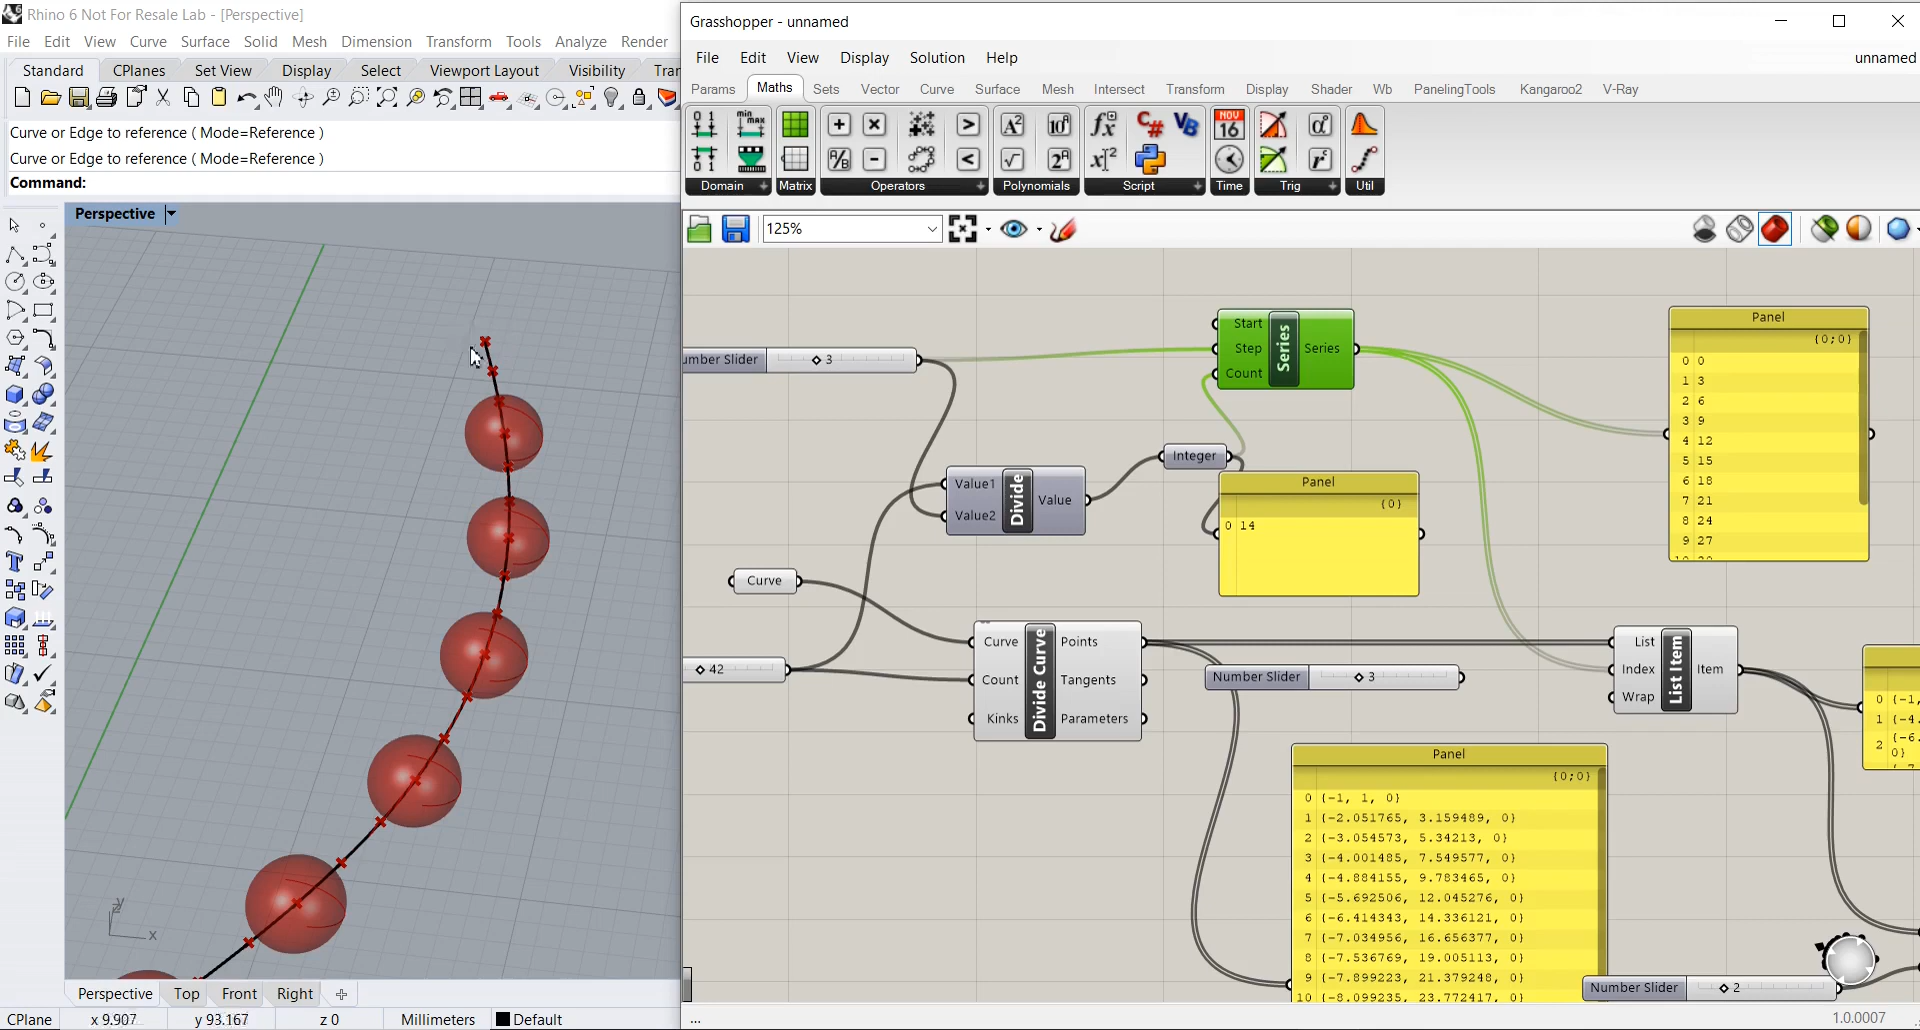 Rhino 6 Not For Resale Lab - [Perspective]
File Edit View Curve Surface Solid Mesh Dimension Transform Tools Analyze Render
Standard CPlanes Set View Display Select Viewport Layout Visibility Tran
Curve or Edge to reference ( Mode=Reference )
Curve or Edge to reference ( Mode=Reference )
Command:
Perspective
y
x
Perspective Top Front Right
CPlane x 9.907 y 93.167 z 0 Millimeters Default
Grasshopper - unnamed
File Edit View Display Solution Help unnamed
Params Maths Sets Vector Curve Surface Mesh Intersect Transform Display Shader Wb PanelingTools Kangaroo2 V-Ray
Domain Matrix Operators Polynomials Script Time Trig Util
NOV
16
125%
umber Slider 3
Start
Step
Count
Series
Series
Panel
{0;0}
0 0
1 3
2 6
3 9
4 12
5 15
6 18
7 21
8 24
9 27
Integer
Value1
Value2
Divide
Value
Panel
{0}
0 14
Curve
42
Curve
Count
Kinks
Divide Curve
Points
Tangents
Parameters
Number Slider 3
List
Index
Wrap
List Item
Item
0 {-1,
1 {-4.
2 {-6.
0}
Panel
{0;0}
0 {-1, 1, 0}
1 {-2.051765, 3.159489, 0}
2 {-3.054573, 5.34213, 0}
3 {-4.001485, 7.549577, 0}
4 {-4.884155, 9.783465, 0}
5 {-5.692506, 12.045276, 0}
6 {-6.414343, 14.336121, 0}
7 {-7.034956, 16.656377, 0}
8 {-7.536769, 19.005113, 0}
9 {-7.899223, 21.379248, 0}
10 {-8.099235, 23.772417, 0}
Number Slider 2
...
1.0.0007